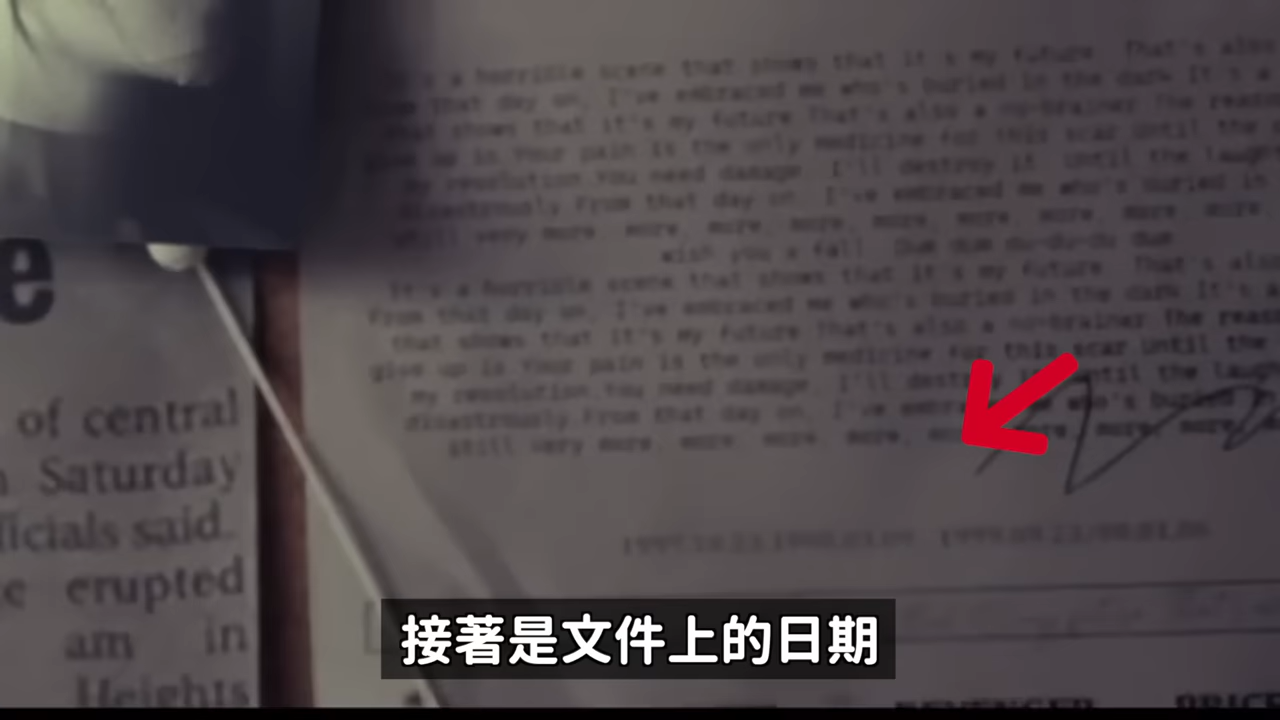 It's a horrible scene that shows that it's my future. That's also
From that day on, I've embraced me who's buried in the dark It's a
that shows that it's my future That's also a no-brainer The reason
give up is Your pain is the only medicine for this scar until the
my resolution.You need damage. I'll destroy it. Until the laugh
disastrously.From that day on, I've embraced me who's buried in
still very more, more, more, more, more, more, more, more,
wish you a fall. Dum dum du-du-du dum
It's a horrible scene that shows that it's my future. That's also
From that day on, I've embraced me who's buried in the dark It's a
that shows that it's my future That's also a no-brainer The reason
give up is Your pain is the only medicine for this scar until the
my resolution.You need damage. I'll destroy it. Until the laugh
disastrously.From that day on, I've embraced me who's buried
still very more, more, more, more, more, more
e
of central
Saturday
ficials said.
erupted
am in
Heights
REVENGER PRICE
接著是文件上的日期